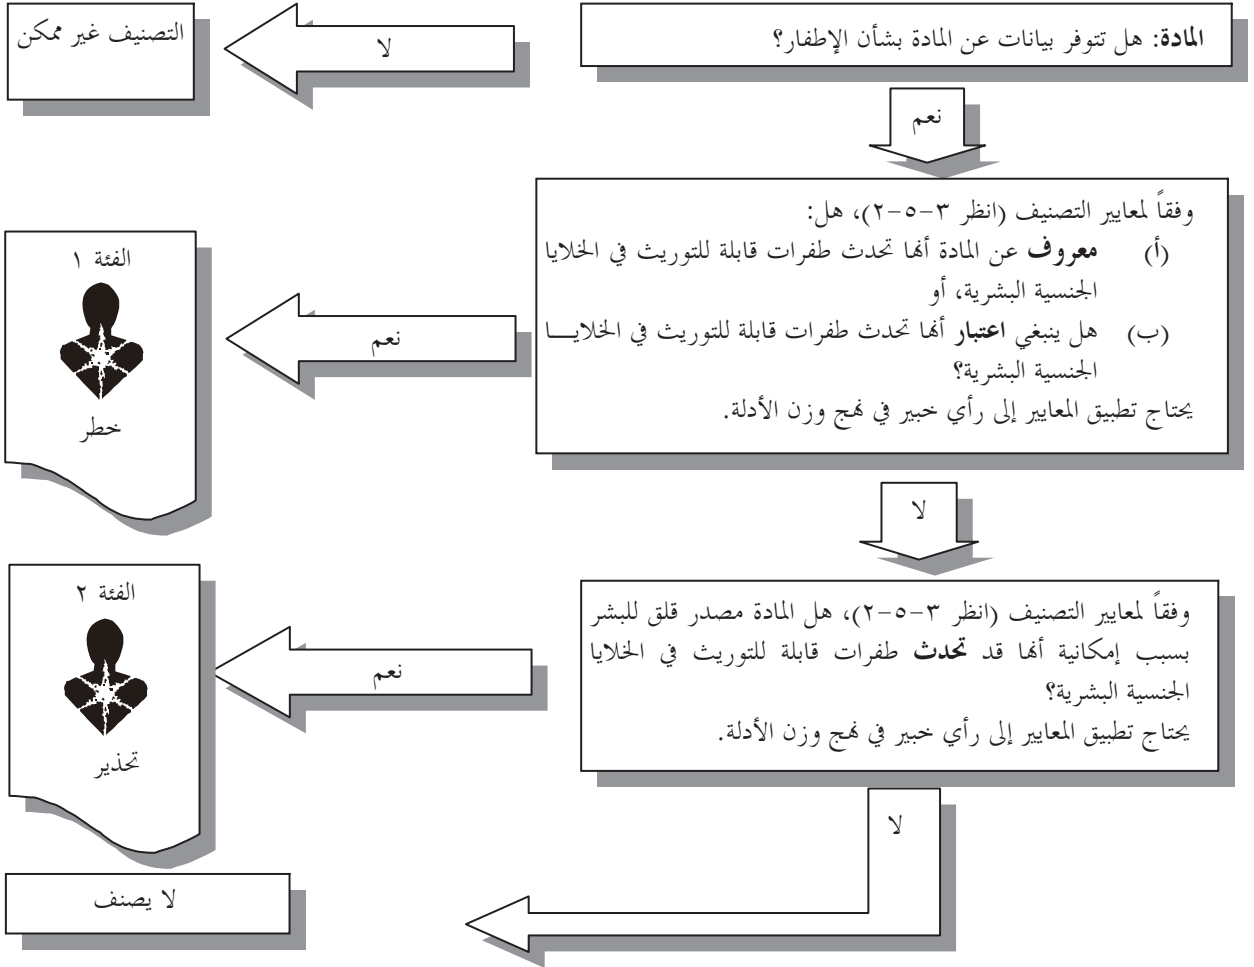 المادة: هل تتوفر بيانات عن المادة بشأن الإطفار؟
لا
التصنيف غير ممكن
نعم
وفقاً لمعايير التصنيف (انظر ٣-٥-٢)، هل:
(أ) معروف عن المادة أنها تحدث طفرات قابلة للتوريث في الخلايا
الجنسية البشرية، أو
(ب) هل ينبغي اعتبار أنها تحدث طفرات قابلة للتوريث في الخلايــا
الجنسية البشرية؟
يحتاج تطبيق المعايير إلى رأي خبير في نهج وزن الأدلة.
نعم
الفئة ١
خطر
لا
وفقاً لمعايير التصنيف (انظر ٣-٥-٢)، هل المادة مصدر قلق للبشر
بسبب إمكانية أنها قد تحدث طفرات قابلة للتوريث في الخلايا
الجنسية البشرية؟
يحتاج تطبيق المعايير إلى رأي خبير في نهج وزن الأدلة.
نعم
الفئة ٢
تحذير
لا
لا يصنف